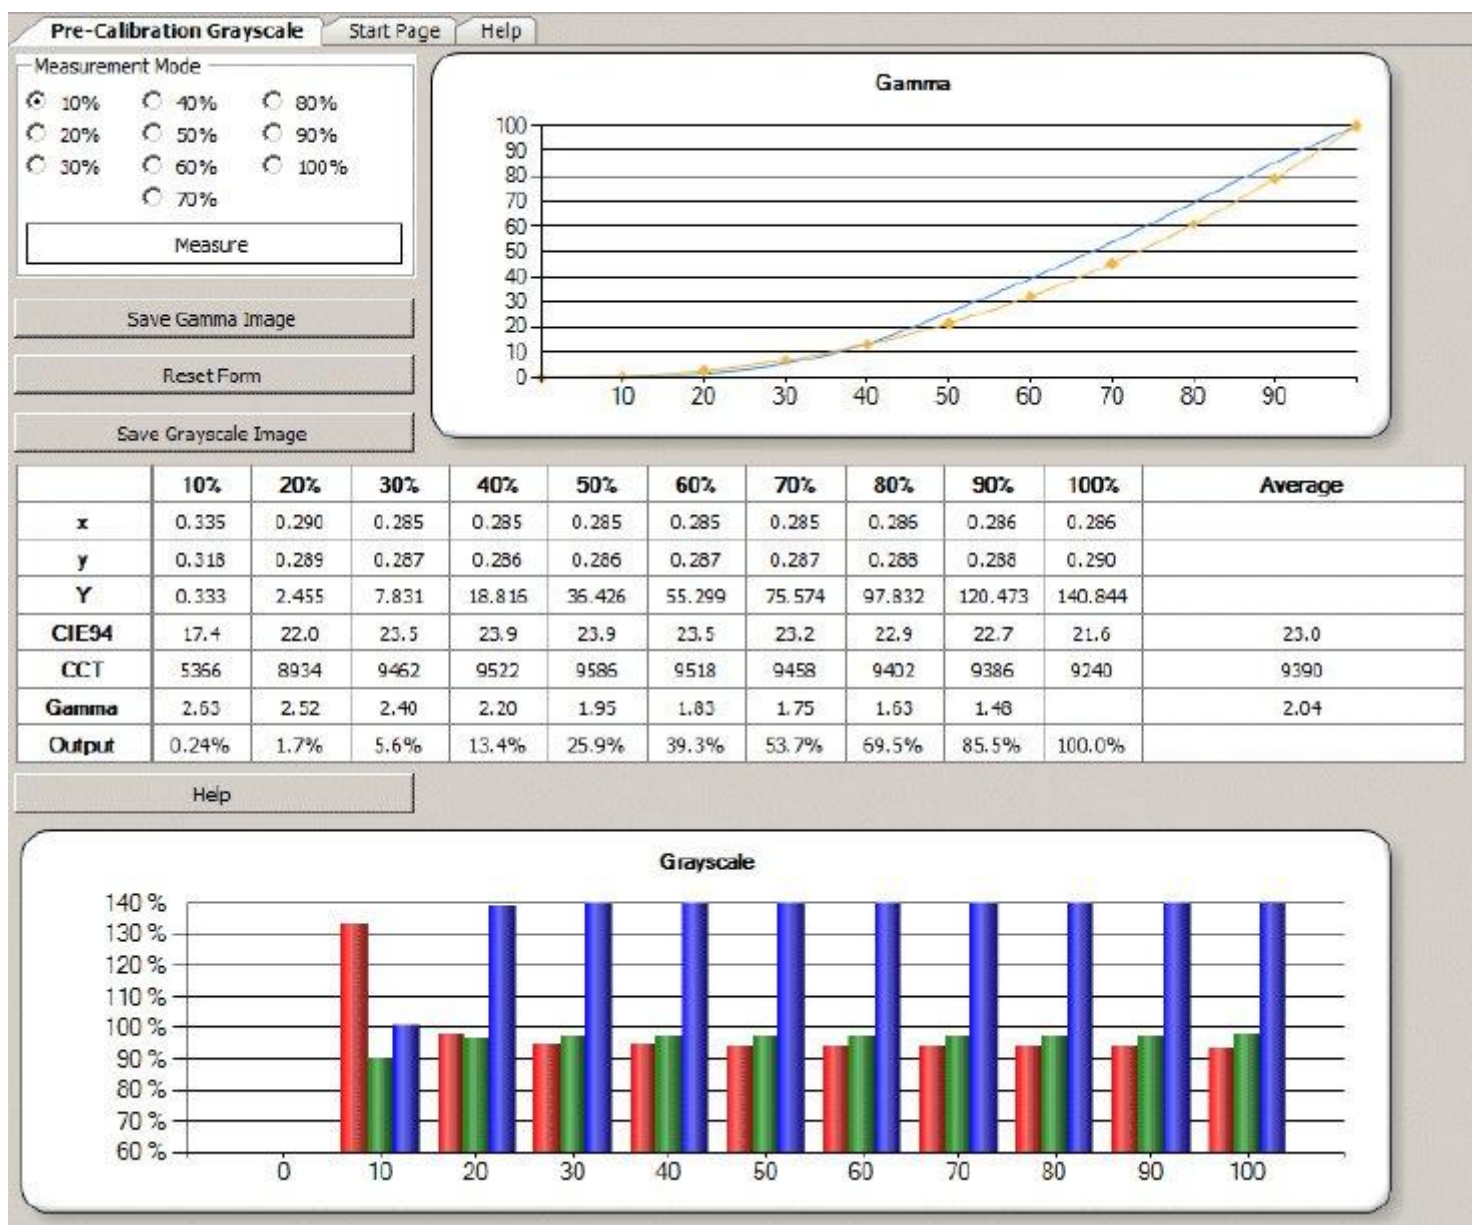 Pre-Calibration Grayscale Start Page Help
Measurement Mode
10% 40% 80%
20% 50% 90%
30% 60% 100%
70%
Measure
Save Gamma Image
Reset Form
Save Grayscale Image
Gamma
100
90
80
70
60
50
40
30
20
10
0
10 20 30 40 50 60 70 80 90
10% 20% 30% 40% 50% 60% 70% 80% 90% 100% Average
x 0.335 0.290 0.285 0.285 0.285 0.285 0.285 0.286 0.286 0.286
y 0.318 0.289 0.287 0.286 0.286 0.287 0.287 0.288 0.288 0.290
Y 0.333 2.455 7.831 18.816 36.426 55.299 75.574 97.832 120.473 140.844
CIE94 17.4 22.0 23.5 23.9 23.9 23.5 23.2 22.9 22.7 21.6 23.0
CCT 5366 8934 9462 9522 9586 9518 9458 9402 9386 9240 9390
Gamma 2.63 2.52 2.40 2.20 1.95 1.83 1.75 1.63 1.48 2.04
Output 0.24% 1.7% 5.6% 13.4% 25.9% 39.3% 53.7% 69.5% 85.5% 100.0%
Help
Grayscale
140 %
130 %
120 %
110 %
100 %
90 %
80 %
70 %
60 %
0 10 20 30 40 50 60 70 80 90 100